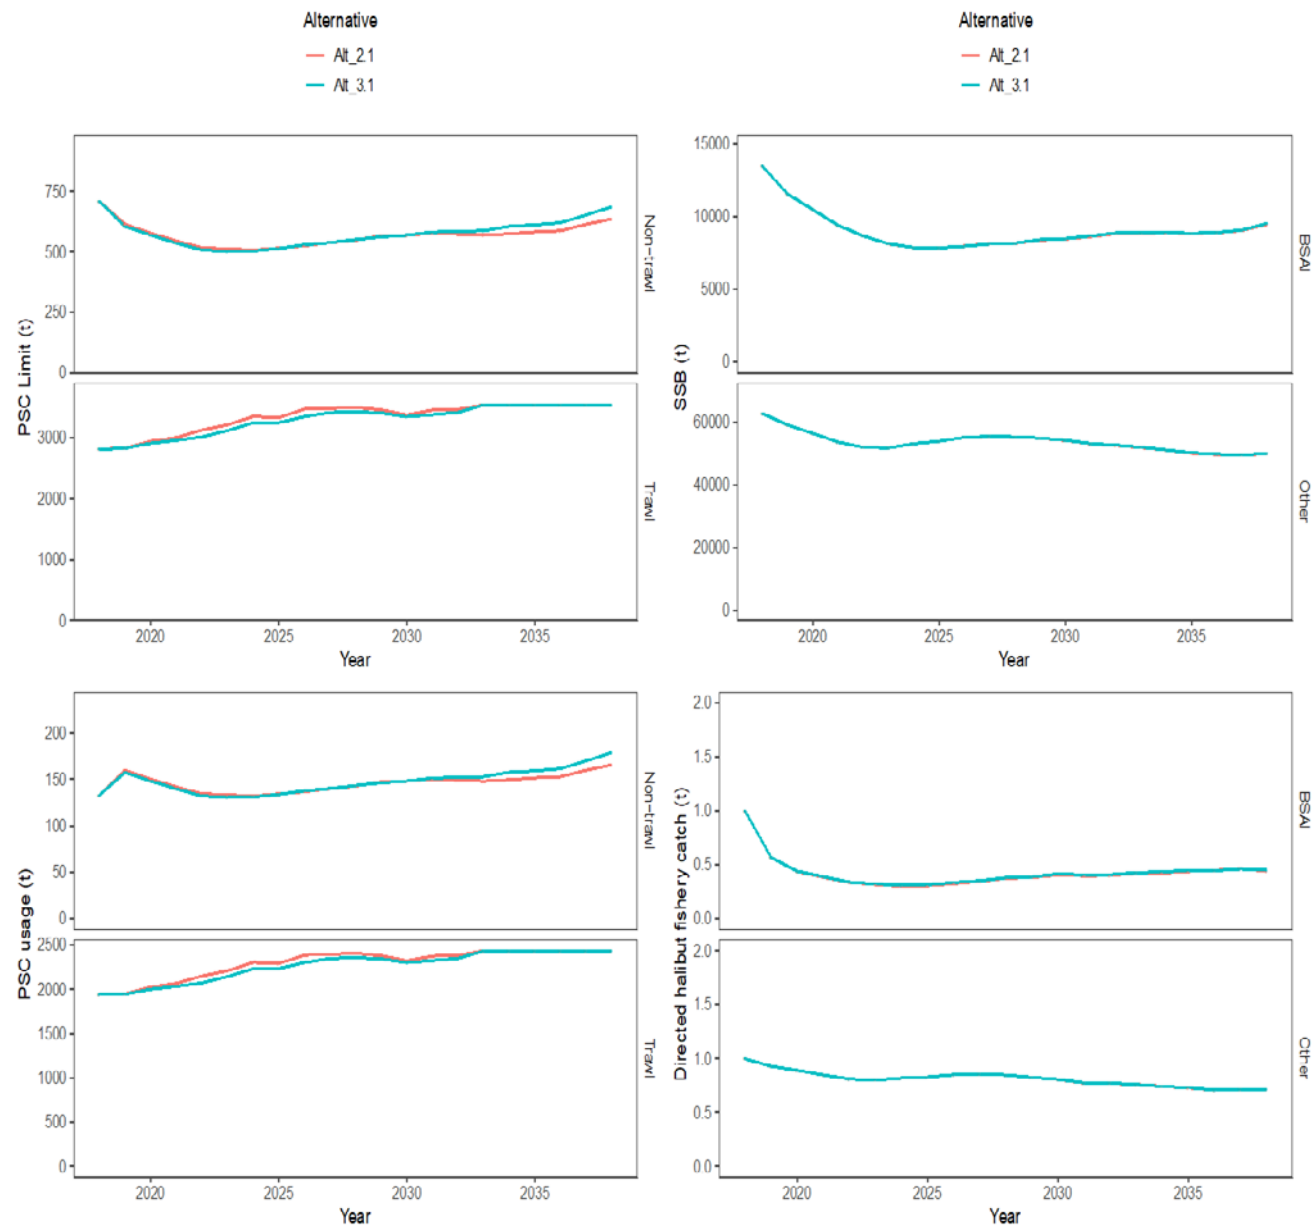 Alternative
Alt_2.1
Alt_3.1
PSC Limit (t)
750
500
250
0
Non-trawl
3000
2000
1000
0
Trawl
2020 2025 2030 2035
Year
Alternative
Alt_2.1
Alt_3.1
SSB (t)
15000
10000
5000
0
BSAI
60000
40000
20000
0
Other
2020 2025 2030 2035
Year
PSC usage (t)
200
150
100
50
0
Non-trawl
2500
2000
1500
1000
500
0
Trawl
2020 2025 2030 2035
Year
Directed halibut fishery catch (t)
2.0
1.5
1.0
0.5
0.0
BSAI
2.0
1.5
1.0
0.5
0.0
Other
2020 2025 2030 2035
Year